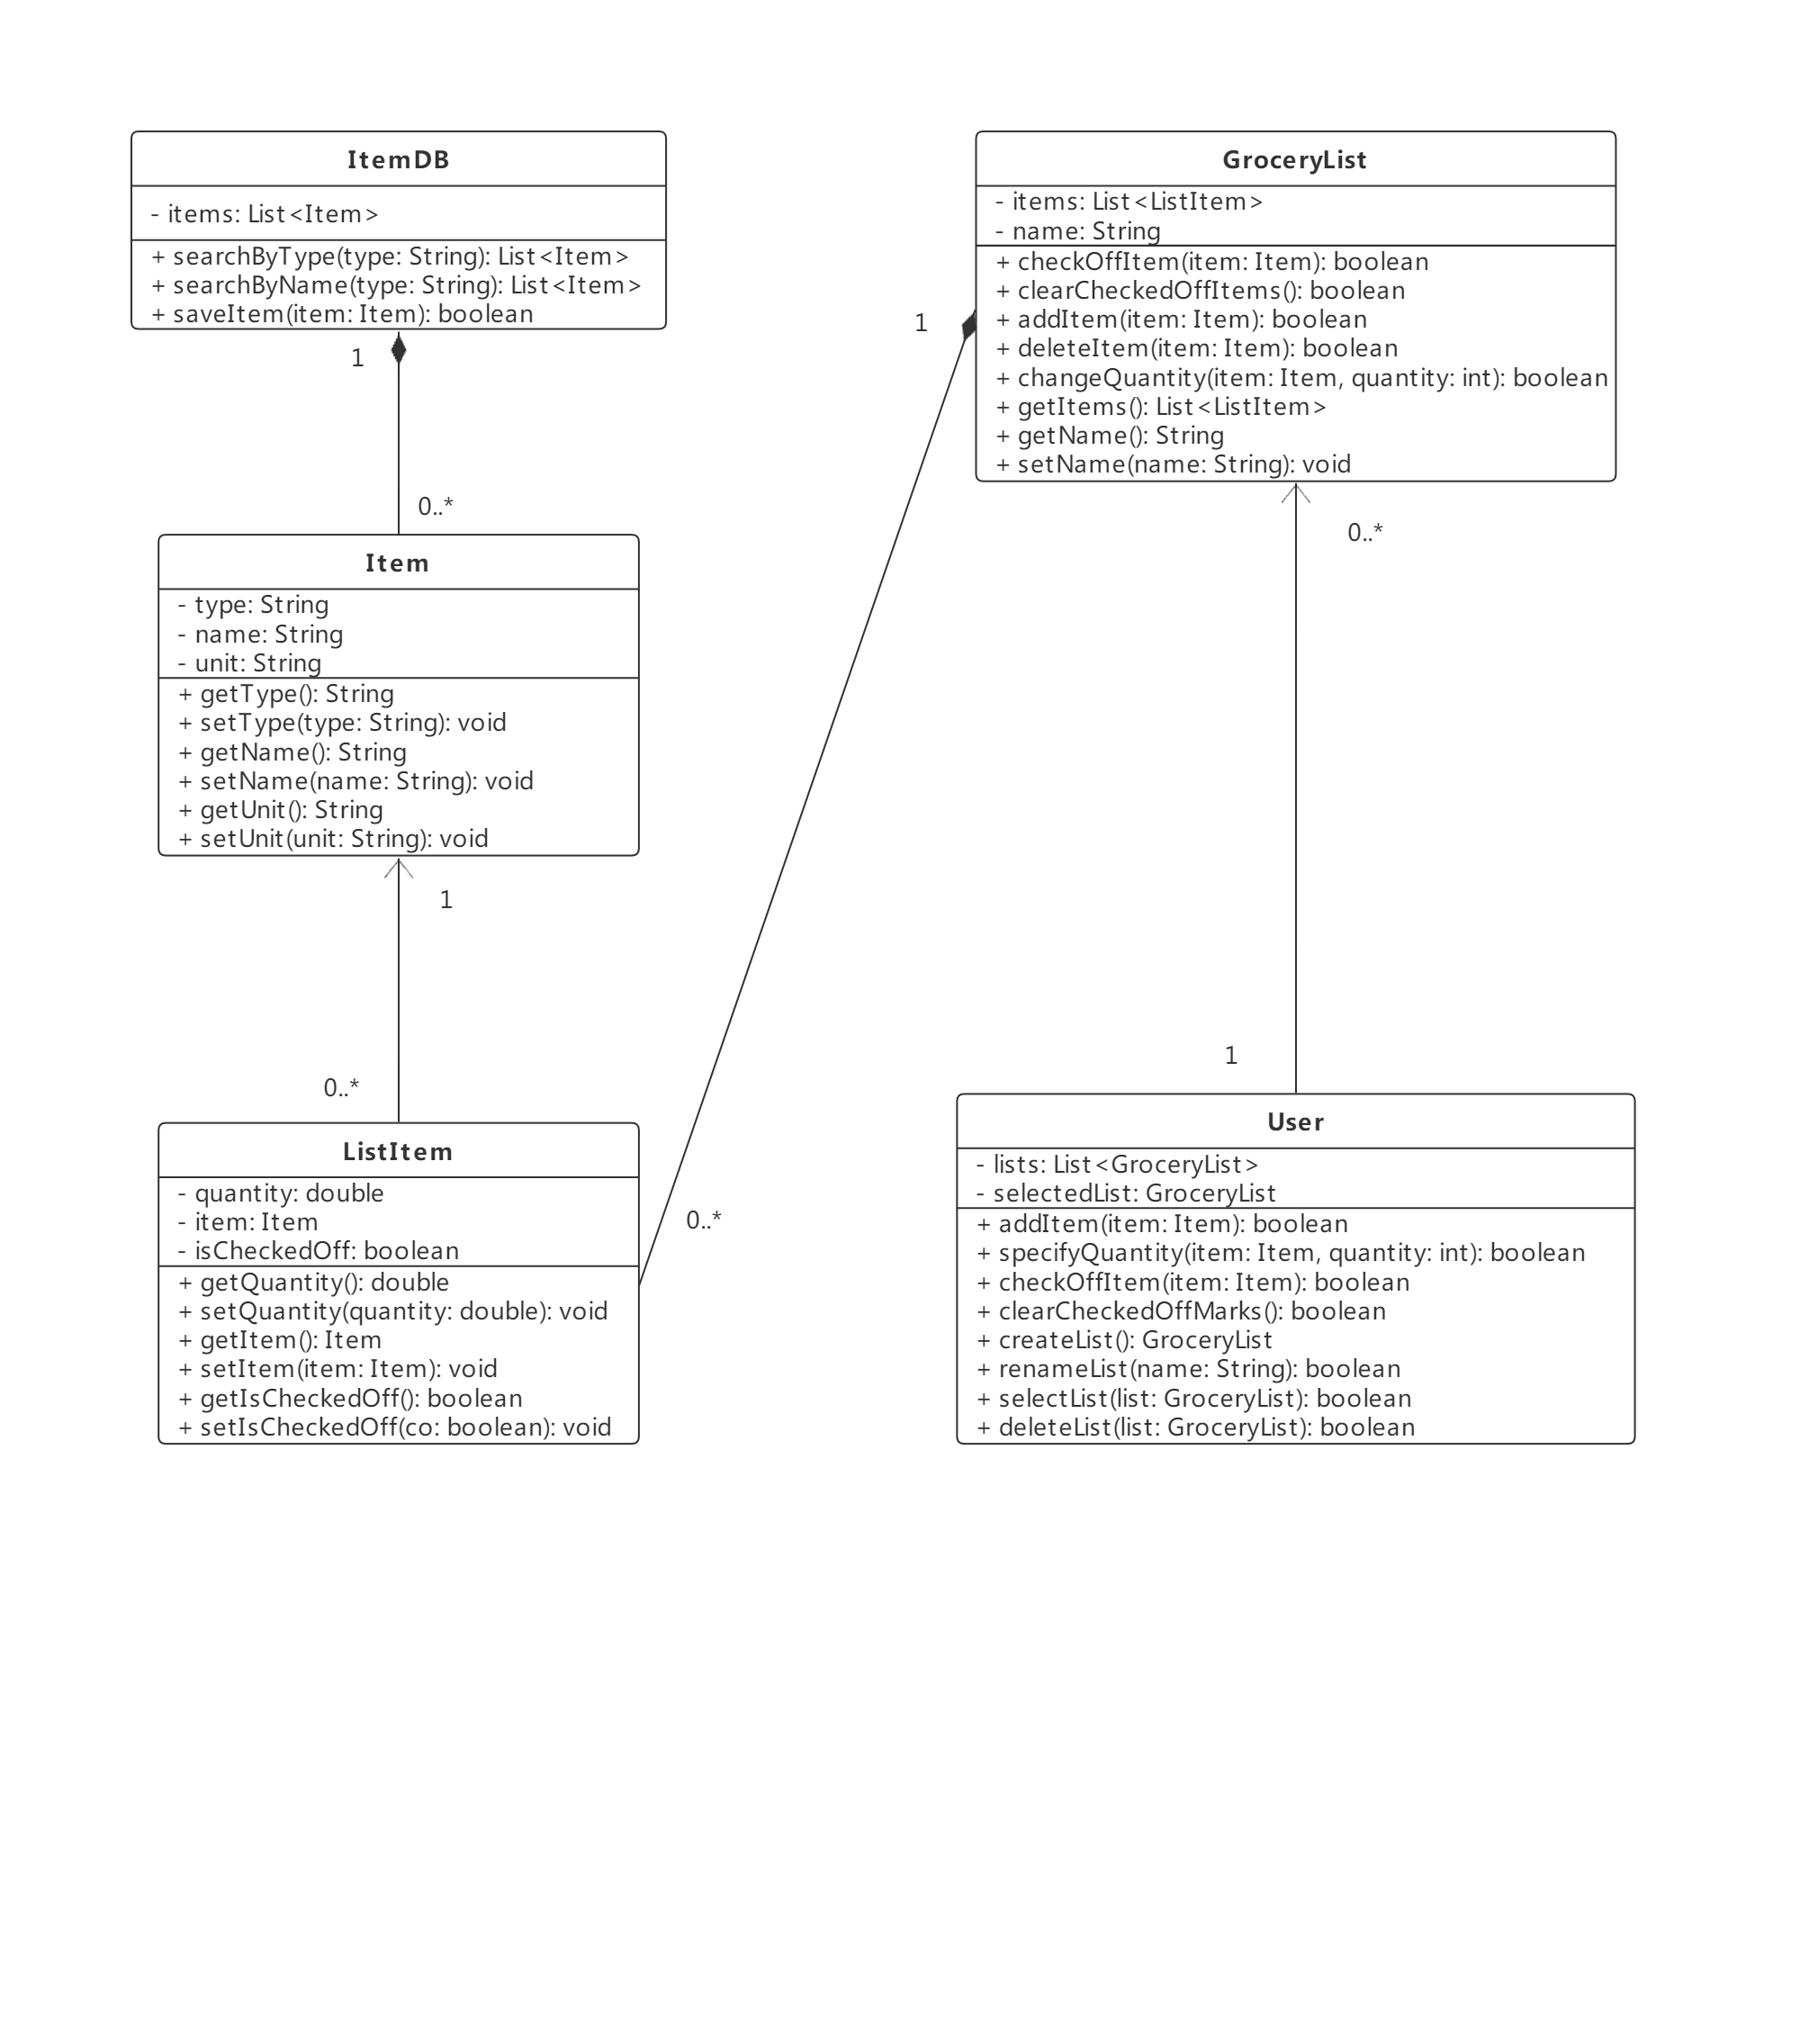 ItemDB
- items: List<Item>
+ searchByType(type: String): List<Item>
+ searchByName(type: String): List<Item>
+ saveItem(item: Item): boolean
1
0..*
Item
- type: String
- name: String
- unit: String
+ getType(): String
+ setType(type: String): void
+ getName(): String
+ setName(name: String): void
+ getUnit(): String
+ setUnit(unit: String): void
1
0..*
ListItem
- quantity: double
- item: Item
- isCheckedOff: boolean
+ getQuantity(): double
+ setQuantity(quantity: double): void
+ getItem(): Item
+ setItem(item: Item): void
+ getIsCheckedOff(): boolean
+ setIsCheckedOff(co: boolean): void
0..*
1
GroceryList
- items: List<ListItem>
- name: String
+ checkOffItem(item: Item): boolean
+ clearCheckedOffItems(): boolean
+ addItem(item: Item): boolean
+ deleteItem(item: Item): boolean
+ changeQuantity(item: Item, quantity: int): boolean
+ getItems(): List<ListItem>
+ getName(): String
+ setName(name: String): void
0..*
1
User
- lists: List<GroceryList>
- selectedList: GroceryList
+ addItem(item: Item): boolean
+ specifyQuantity(item: Item, quantity: int): boolean
+ checkOffItem(item: Item): boolean
+ clearCheckedOffMarks(): boolean
+ createList(): GroceryList
+ renameList(name: String): boolean
+ selectList(list: GroceryList): boolean
+ deleteList(list: GroceryList): boolean